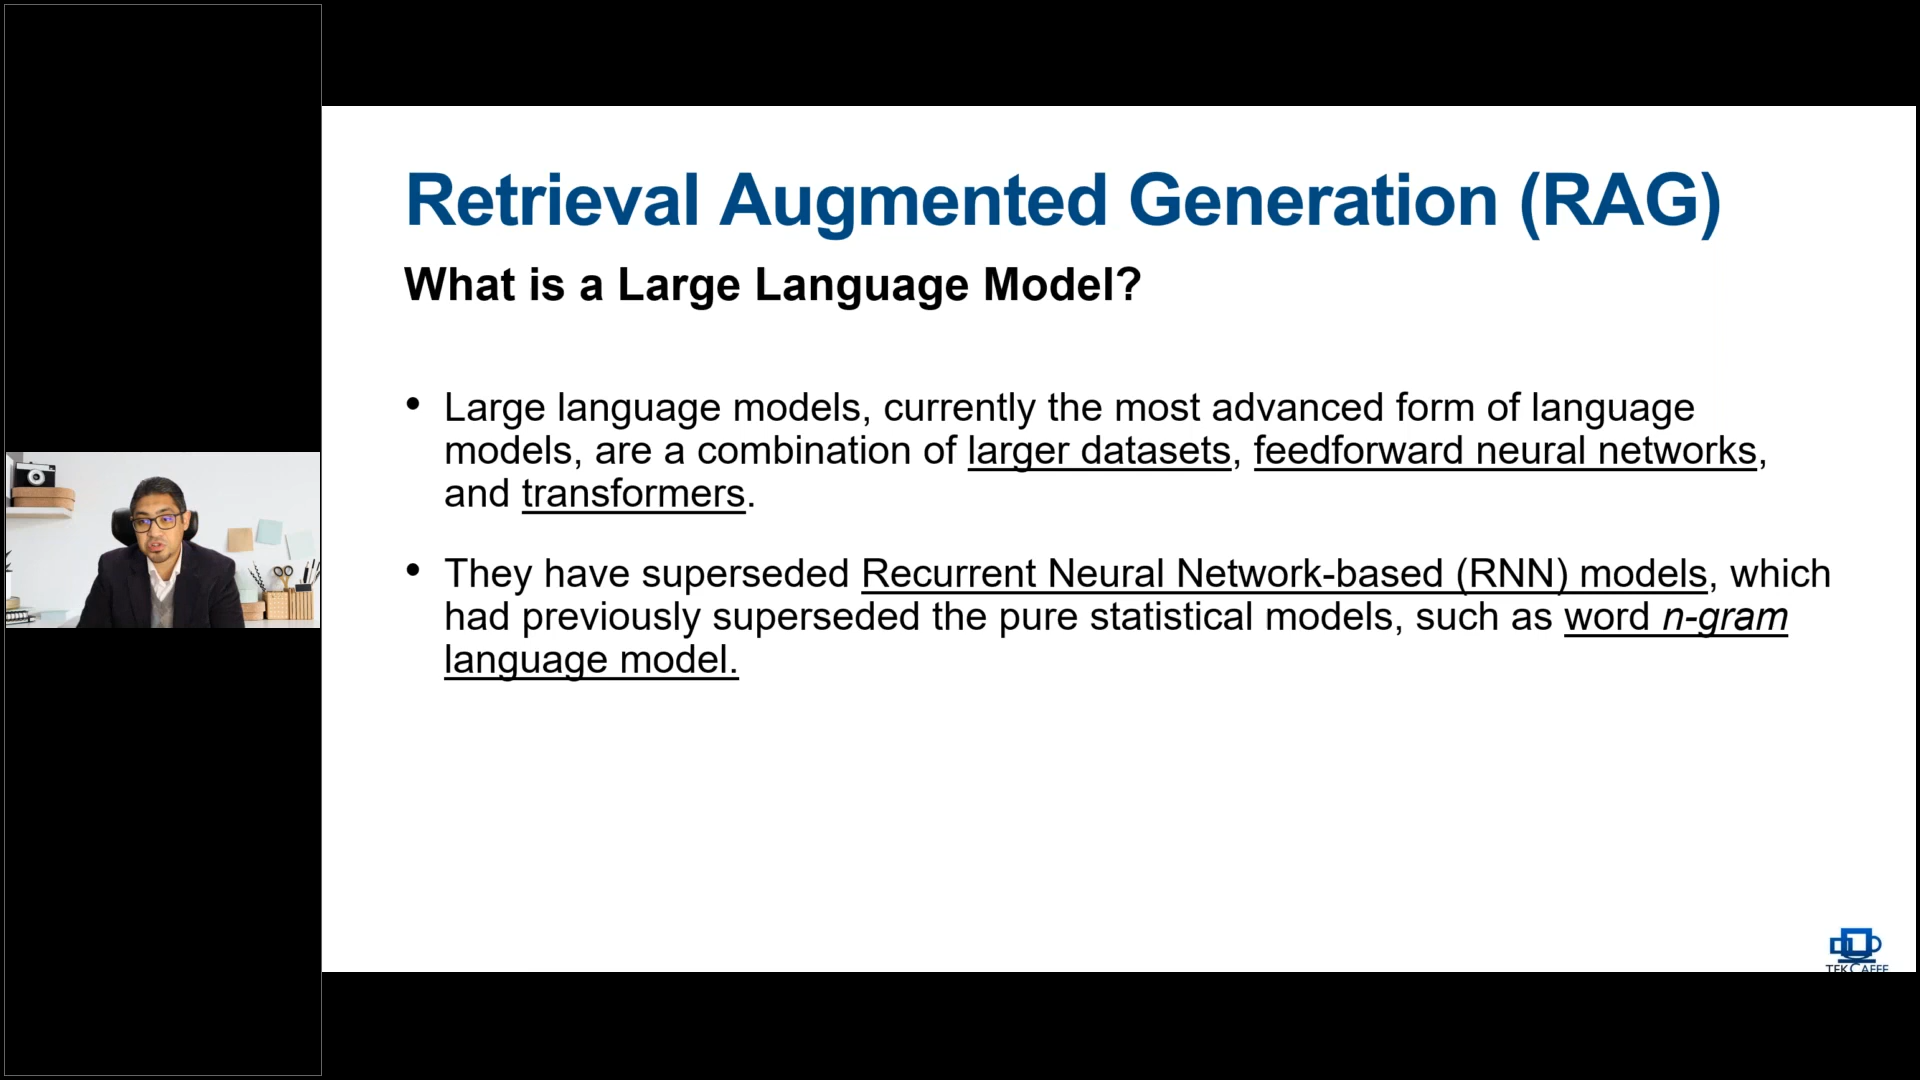 Retrieval Augmented Generation (RAG)
What is a Large Language Model?
• Large language models, currently the most advanced form of language
models, are a combination of larger datasets, feedforward neural networks,
and transformers.
• They have superseded Recurrent Neural Network-based (RNN) models, which
had previously superseded the pure statistical models, such as word n-gram
language model.
TEKCAFFE